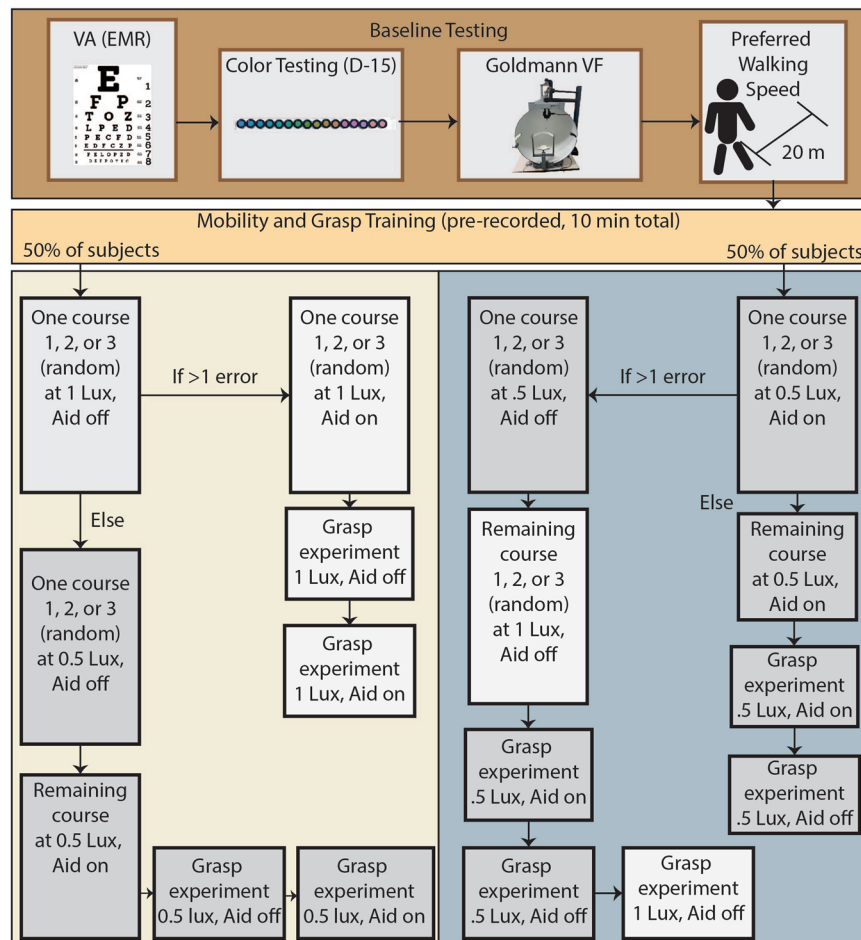 Baseline Testing
VA (EMR)
E
1
F P
2
T O Z
3
L P E D
4
P E C F D
5
E D F C Z P
6
F E L O P Z D
7
D E F P O T E C
8
Color Testing (D-15)
Goldmann VF
Preferred
Walking
Speed
20 m
Mobility and Grasp Training (pre-recorded, 10 min total)
50% of subjects
50% of subjects
One course
1, 2, or 3
(random)
at 1 Lux,
Aid off
If >1 error
One course
1, 2, or 3
(random)
at 1 Lux,
Aid on
Grasp
experiment
1 Lux, Aid off
Grasp
experiment
1 Lux, Aid on
Else
One course
1, 2, or 3
(random)
at 0.5 Lux,
Aid off
Remaining
course
at 0.5 Lux,
Aid on
Grasp
experiment
0.5 lux, Aid off
Grasp
experiment
0.5 lux, Aid on
One course
1, 2, or 3
(random)
at 0.5 Lux,
Aid on
If >1 error
One course
1, 2, or 3
(random)
at .5 Lux,
Aid off
Remaining
course
1, 2, or 3
(random)
at 1 Lux,
Aid off
Grasp
experiment
.5 Lux, Aid on
Grasp
experiment
.5 Lux, Aid off
Grasp
experiment
1 Lux, Aid off
Else
Remaining
course
at 0.5 Lux,
Aid on
Grasp
experiment
.5 Lux, Aid on
Grasp
experiment
.5 Lux, Aid off